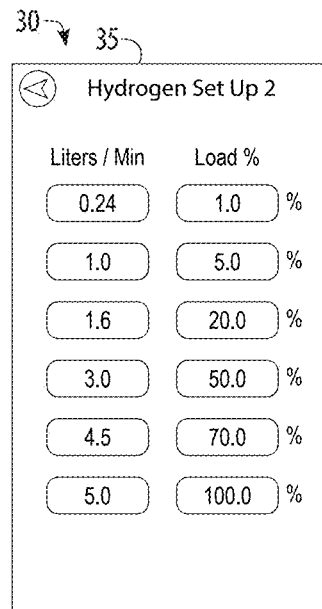 30
35
Hydrogen Set Up 2
Liters / Min Load %
0.24 1.0 %
1.0 5.0 %
1.6 20.0 %
3.0 50.0 %
4.5 70.0 %
5.0 100.0 %